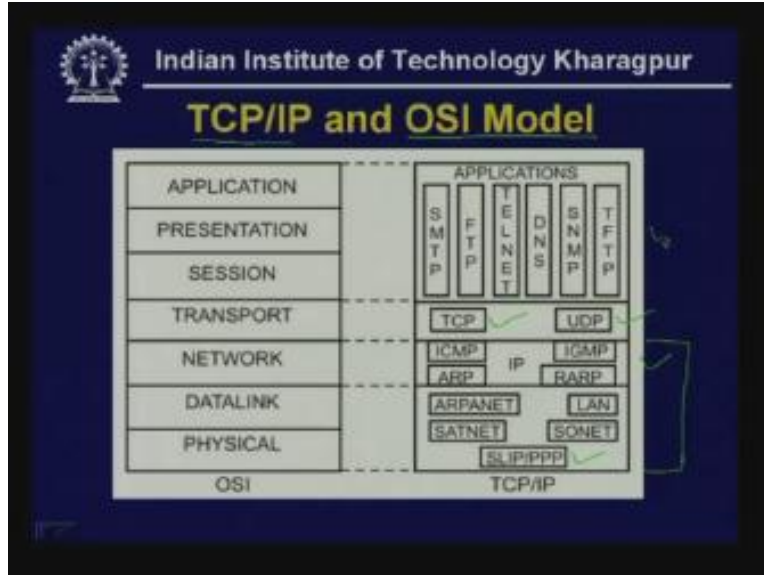 Indian Institute of Technology Kharagpur
TCP/IP and OSI Model
APPLICATION
PRESENTATION
SESSION
TRANSPORT
NETWORK
DATALINK
PHYSICAL
OSI
APPLICATIONS
SMTP
FTP
TELNET
DNS
SNMP
TFTP
TCP
UDP
ICMP
IGMP
IP
ARP
RARP
ARPANET
LAN
SATNET
SONET
SLIP/PPP
TCP/IP